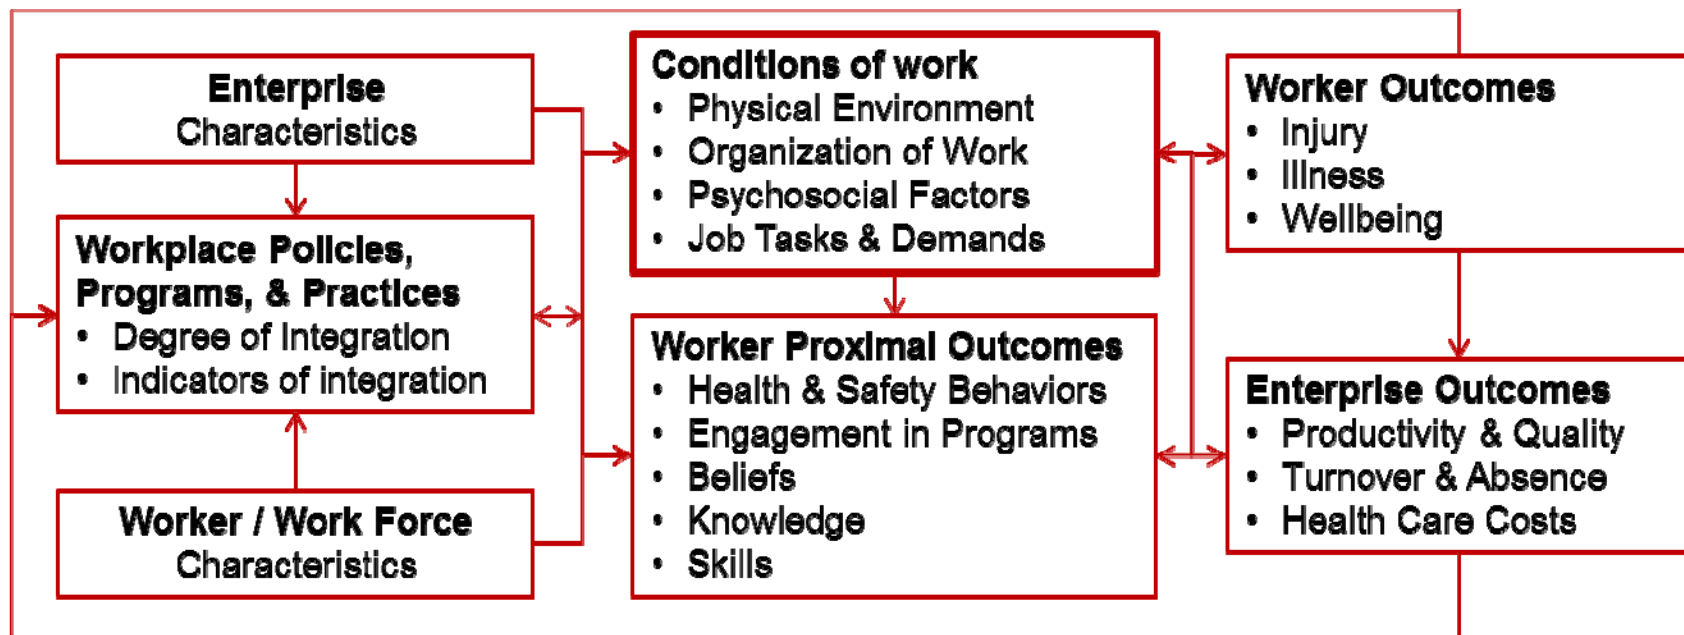 Enterprise
Characteristics
Workplace Policies,
Programs, & Practices
• Degree of Integration
• Indicators of integration
Worker / Work Force
Characteristics
Conditions of work
• Physical Environment
• Organization of Work
• Psychosocial Factors
• Job Tasks & Demands
Worker Proximal Outcomes
• Health & Safety Behaviors
• Engagement in Programs
• Beliefs
• Knowledge
• Skills
Worker Outcomes
• Injury
• Illness
• Wellbeing
Enterprise Outcomes
• Productivity & Quality
• Turnover & Absence
• Health Care Costs